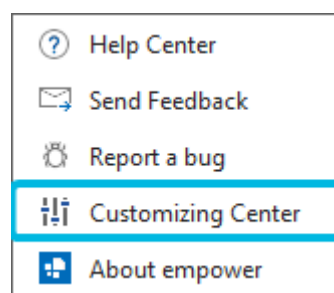 Help Center
Send Feedback
Report a bug
Customizing Center
About empower